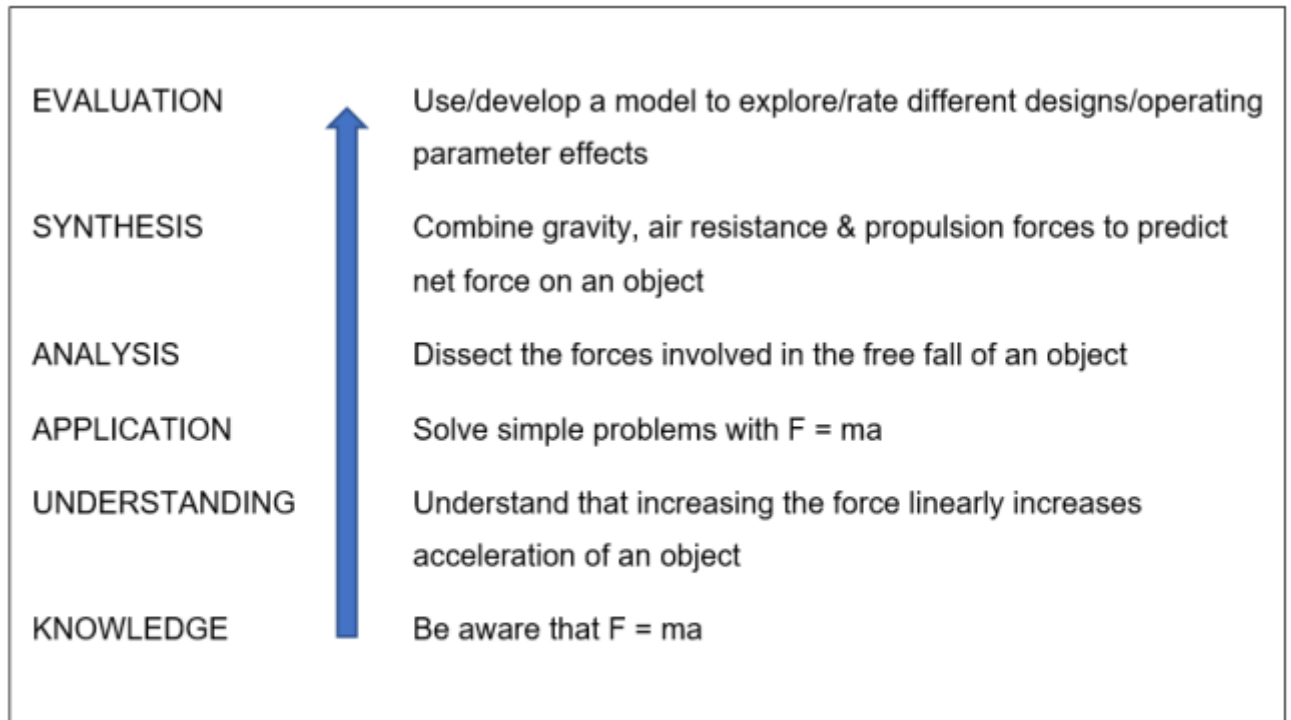 EVALUATION Use/develop a model to explore/rate different designs/operating
parameter effects
SYNTHESIS Combine gravity, air resistance & propulsion forces to predict
net force on an object
ANALYSIS Dissect the forces involved in the free fall of an object
APPLICATION Solve simple problems with F = ma
UNDERSTANDING Understand that increasing the force linearly increases
acceleration of an object
KNOWLEDGE Be aware that F = ma